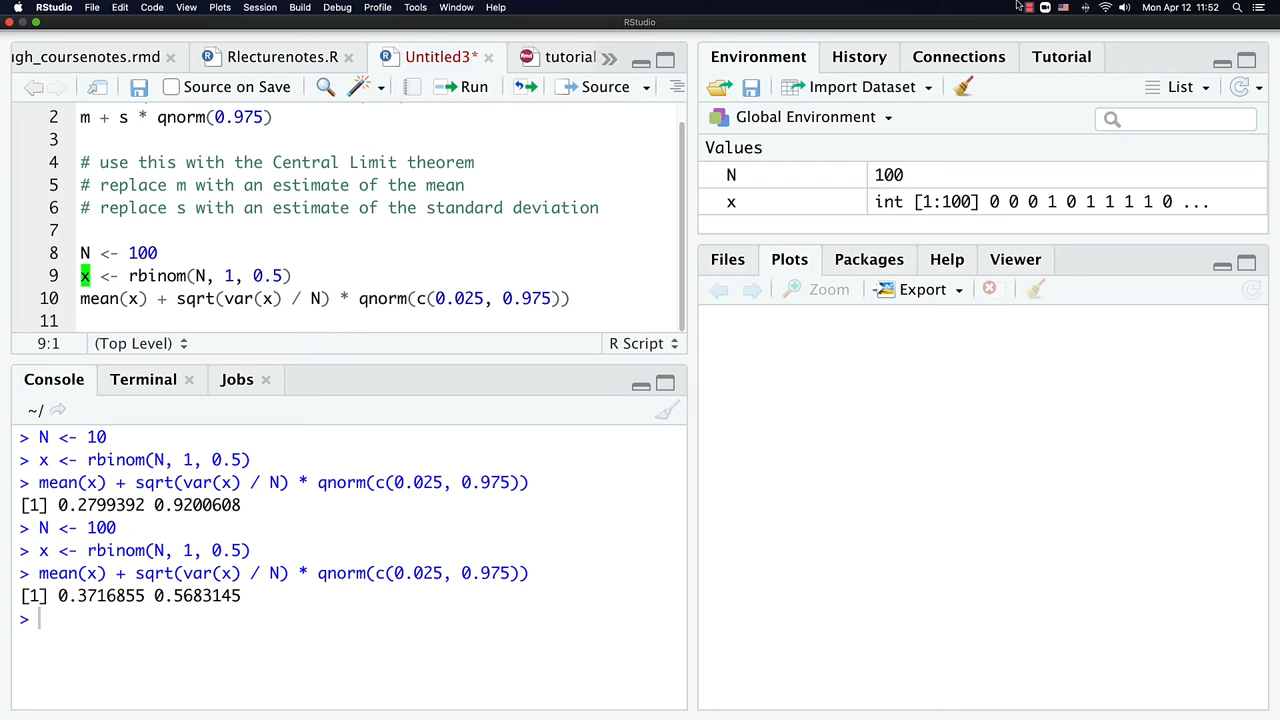 RStudio File Edit Code View Plots Session Build Debug Profile Tools Window Help Mon Apr 12 11:52
RStudio
ugh_coursenotes.rmd Rlecturenotes.R Untitled3* tutorial
Source on Save Run Source
2 m + s * qnorm(0.975)
3
4 # use this with the Central Limit theorem
5 # replace m with an estimate of the mean
6 # replace s with an estimate of the standard deviation
7
8 N <- 100
9 x <- rbinom(N, 1, 0.5)
10 mean(x) + sqrt(var(x) / N) * qnorm(c(0.025, 0.975))
11
9:1 (Top Level) R Script
Console Terminal Jobs
~/
> N <- 10
> x <- rbinom(N, 1, 0.5)
> mean(x) + sqrt(var(x) / N) * qnorm(c(0.025, 0.975))
[1] 0.2799392 0.9200608
> N <- 100
> x <- rbinom(N, 1, 0.5)
> mean(x) + sqrt(var(x) / N) * qnorm(c(0.025, 0.975))
[1] 0.3716855 0.5683145
>
Environment History Connections Tutorial
Import Dataset List
Global Environment
Values
N 100
x int [1:100] 0 0 0 1 0 1 1 1 1 0 ...
Files Plots Packages Help Viewer
Zoom Export